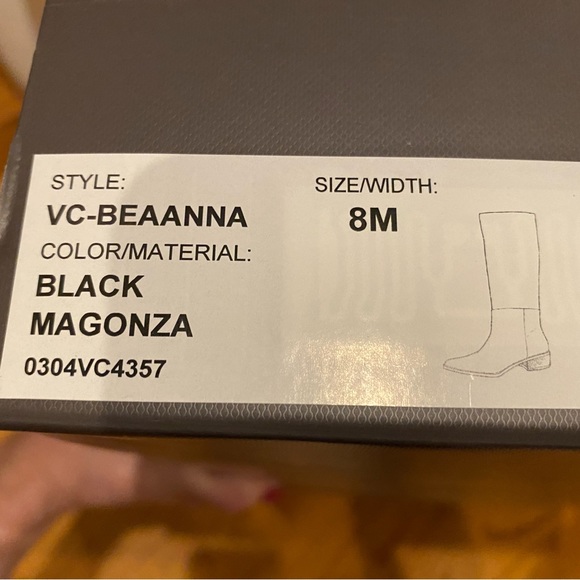 STYLE:
VC-BEAANNA
SIZE/WIDTH:
8M
COLOR/MATERIAL:
BLACK
MAGONZA
0304VC4357